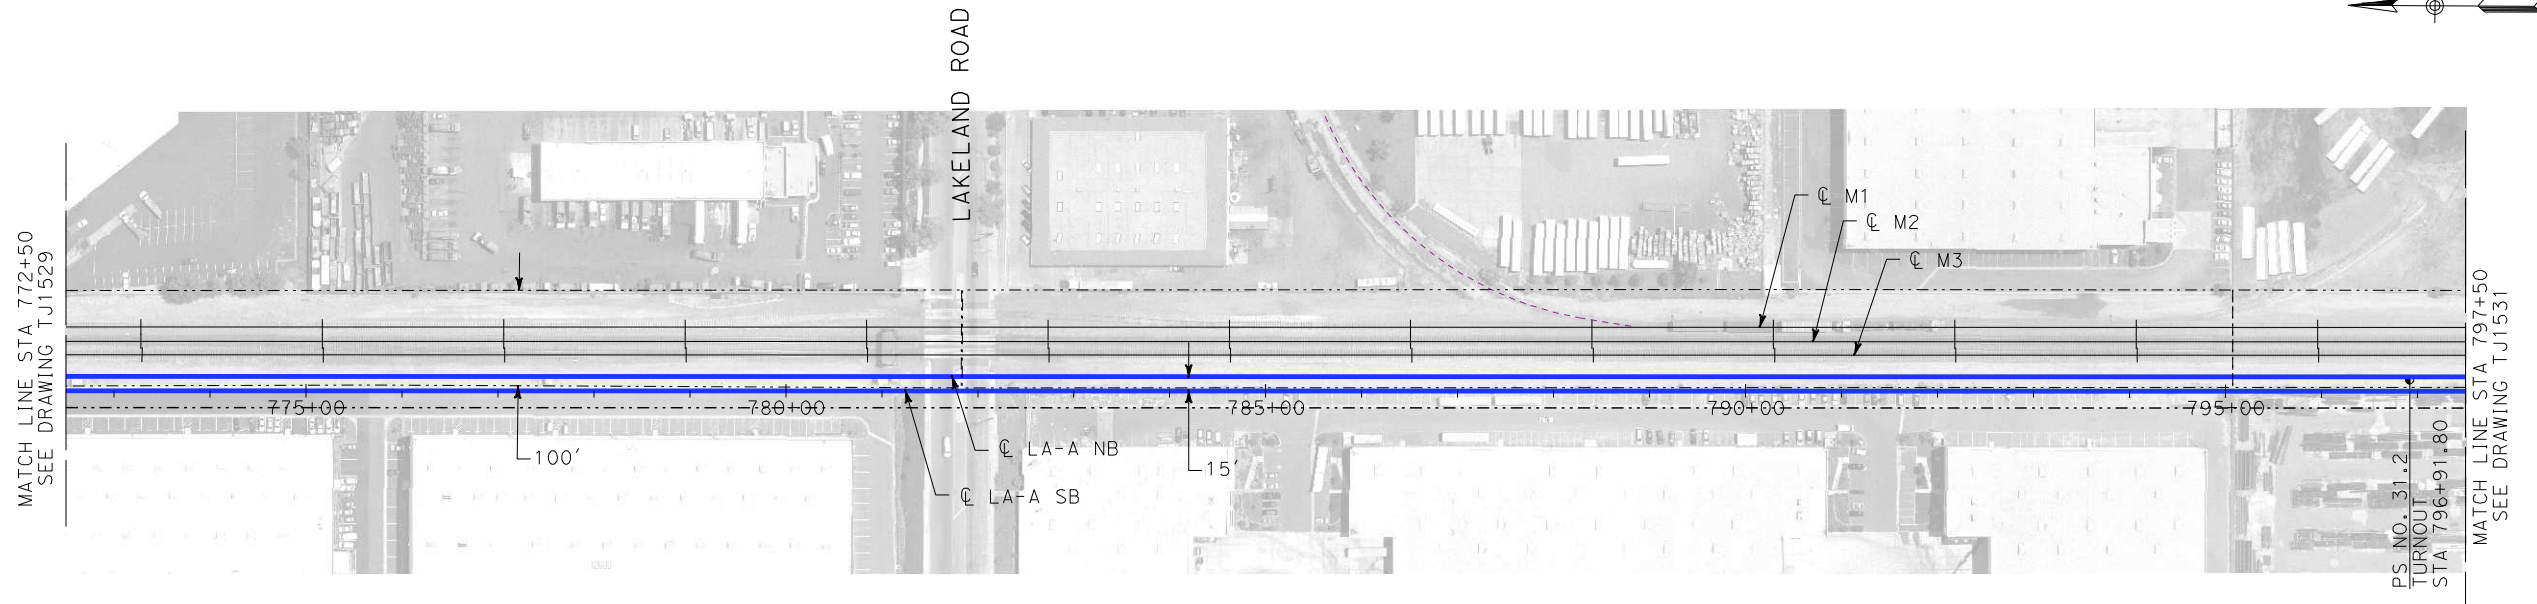 LAKELAND ROAD
MATCH LINE STA 772+50
SEE DRAWING TJ1529
℄ M1
℄ M2
℄ M3
775+00
780+00
785+00
790+00
795+00
100'
℄ LA-A NB
15'
℄ LA-A SB
PS NO. 31.2
TURNOUT
STA 796+91.80
MATCH LINE STA 797+50
SEE DRAWING TJ1531